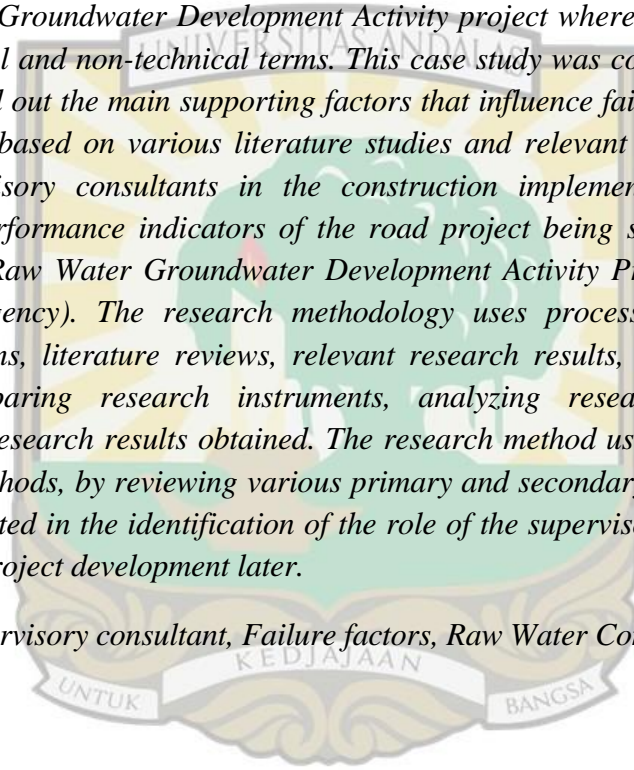 Groundwater Development Activity project where
l and non-technical terms. This case study was co
l out the main supporting factors that influence fai
based on various literature studies and relevant
isory consultants in the construction implemen
rformance indicators of the road project being s
Raw Water Groundwater Development Activity P
ency). The research methodology uses process
ns, literature reviews, relevant research results,
paring research instruments, analyzing resea
esearch results obtained. The research method us
hods, by reviewing various primary and secondary
ted in the identification of the role of the supervis
roject development later.
rvisory consultant, Failure factors, Raw Water Co
UNIVERSITAS ANDALAS
KEDJAJAAN
UNTUK
BANGSA